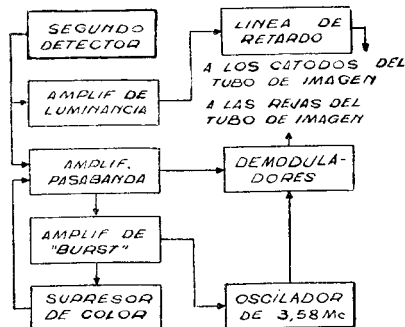 SEGUNDO
DETECTOR
LINEA DE
RETARDO
AMPLIF DE
LUMINANCIA
A LOS CATODOS DEL
TUBO DE IMAGEN
A LAS REJAS DEL
TUBO DE IMAGEN
AMPLIF.
PASABANDA
DEMODULA-
DORES
AMPLIF DE
"BURST"
SUPRESOR
DE COLOR
OSCILADOR
DE 3,58 Mc